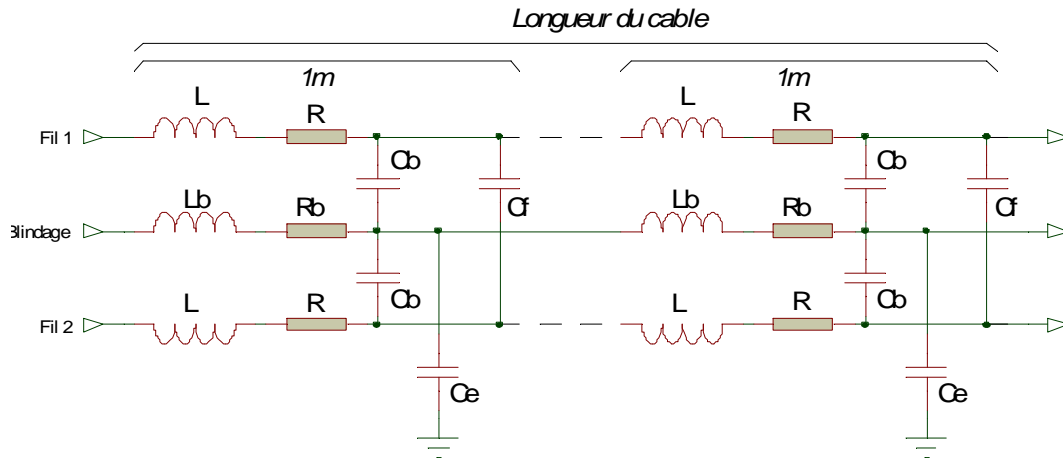 Longueur du cable
1m 1m
L R L R
Fil 1
Cb Cf Cb Cf
Lb Rb Lb Rb
Blindage
Cb Cb
L R L R
Fil 2
Ce Ce